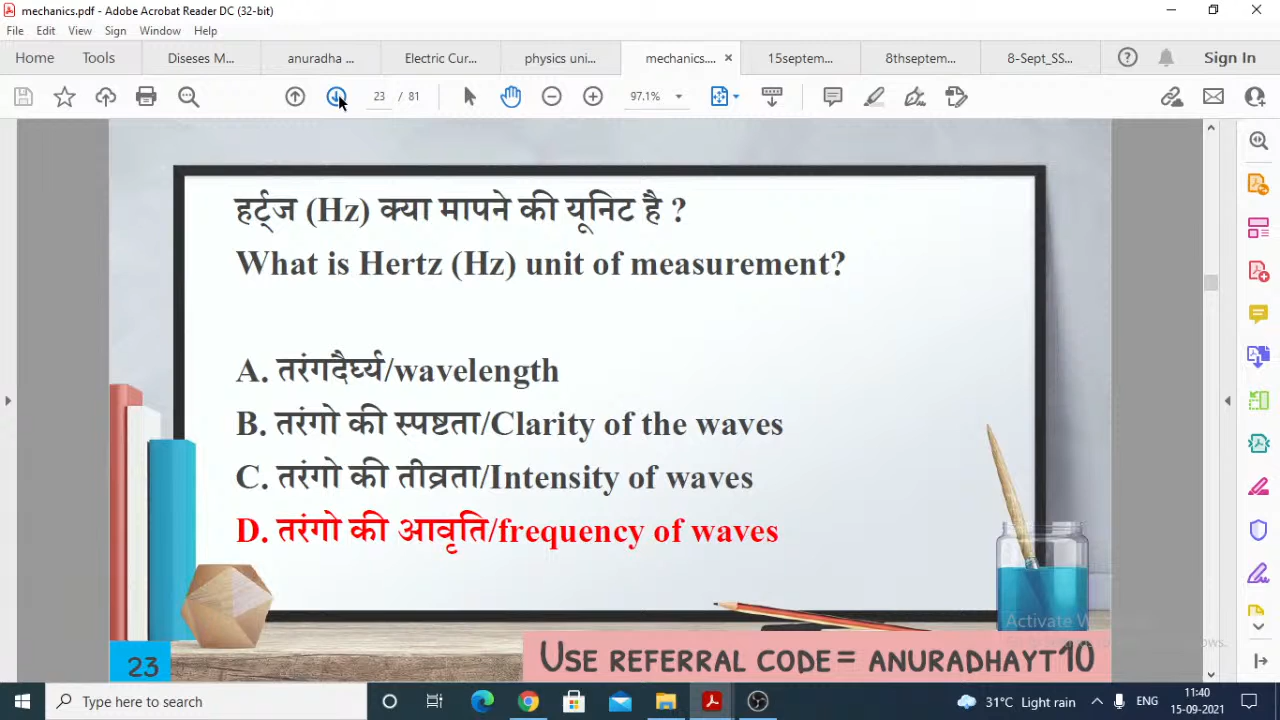 mechanics.pdf - Adobe Acrobat Reader DC (32-bit)
File Edit View Sign Window Help
Home Tools Diseses M... anuradha ... Electric Cur... physics uni... mechanics.... 15septem... 8thseptem... 8-Sept_SS... Sign In
23 / 81 97.1%
हर्ट्ज (Hz) क्या मापने की यूनिट है ?
What is Hertz (Hz) unit of measurement?
A. तरंगदैर्घ्य/wavelength
B. तरंगो की स्पष्टता/Clarity of the waves
C. तरंगो की तीव्रता/Intensity of waves
D. तरंगो की आवृति/frequency of waves
Activate W
23
USE REFERRAL CODE= ANURADHAYT10
Type here to search
31°C Light rain
ENG
11:40
15-09-2021